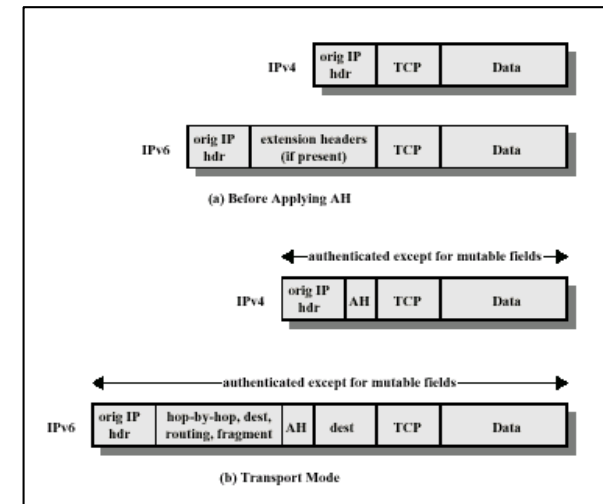 IPv4 orig IP hdr TCP Data
IPv6 orig IP hdr extension headers (if present) TCP Data
(a) Before Applying AH
authenticated except for mutable fields
IPv4 orig IP hdr AH TCP Data
authenticated except for mutable fields
IPv6 orig IP hdr hop-by-hop, dest, routing, fragment AH dest TCP Data
(b) Transport Mode